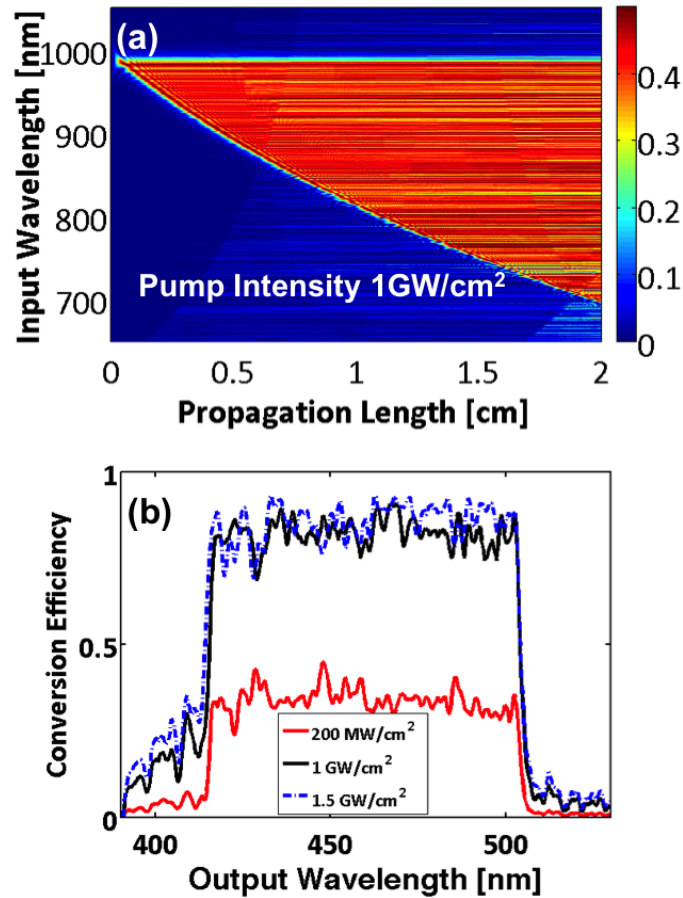 (a)
Input Wavelength [nm]
1000
900
800
700
Pump Intensity 1GW/cm²
0 0.5 1 1.5 2
Propagation Length [cm]
0.4
0.3
0.2
0.1
0
(b)
Conversion Efficiency
1
0.5
0
200 MW/cm²
1 GW/cm²
1.5 GW/cm²
400 450 500
Output Wavelength [nm]